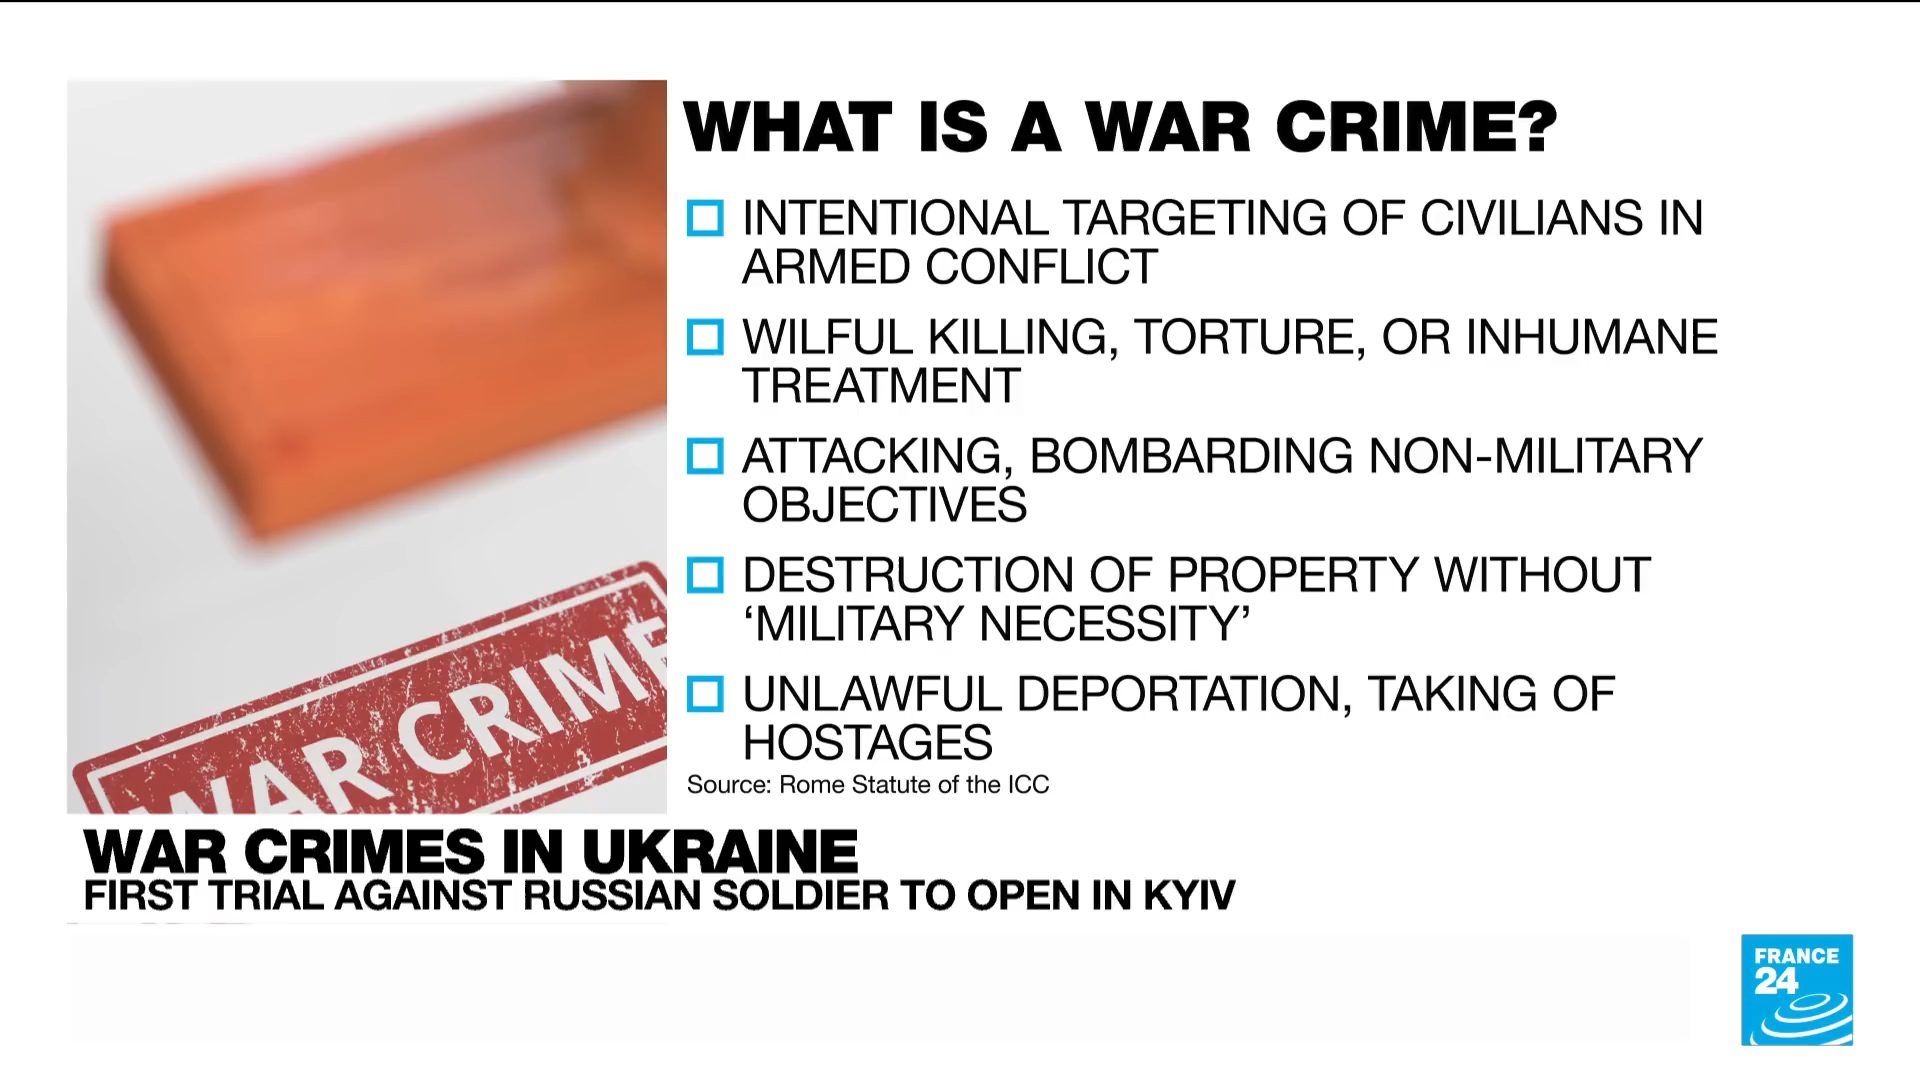 WHAT IS A WAR CRIME?
INTENTIONAL TARGETING OF CIVILIANS IN
ARMED CONFLICT
WILFUL KILLING, TORTURE, OR INHUMANE
TREATMENT
ATTACKING, BOMBARDING NON-MILITARY
OBJECTIVES
DESTRUCTION OF PROPERTY WITHOUT
‘MILITARY NECESSITY’
UNLAWFUL DEPORTATION, TAKING OF
HOSTAGES
Source: Rome Statute of the ICC
WAR CRIME
WAR CRIMES IN UKRAINE
FIRST TRIAL AGAINST RUSSIAN SOLDIER TO OPEN IN KYIV
FRANCE
24